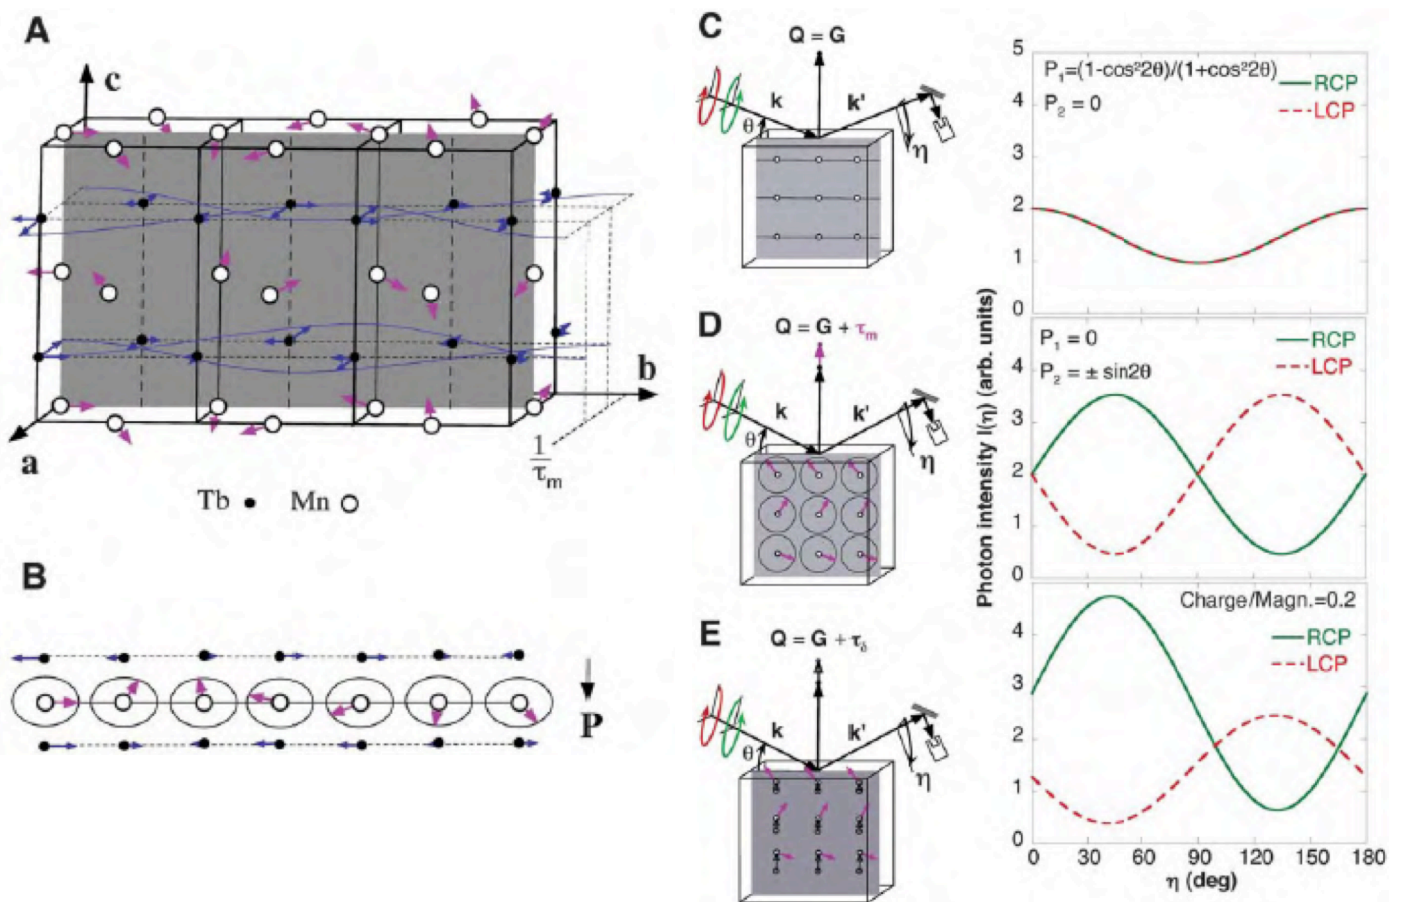 A
c
b
a
1
τm
Tb ● Mn ○
B
P
C
Q = G
k
k'
θ
η
P₁=(1-cos²2θ)/(1+cos²2θ)
P₂ = 0
RCP
LCP
5
4
3
2
1
0
D
Q = G + τm
k
k'
θ
η
P₁ = 0
P₂ = ± sin2θ
RCP
LCP
4
3
2
1
0
Photon intensity I(η) (arb. units)
E
Q = G + τδ
k
k'
θ
η
Charge/Magn.=0.2
RCP
LCP
4
3
2
1
0
0 30 60 90 120 150 180
η (deg)